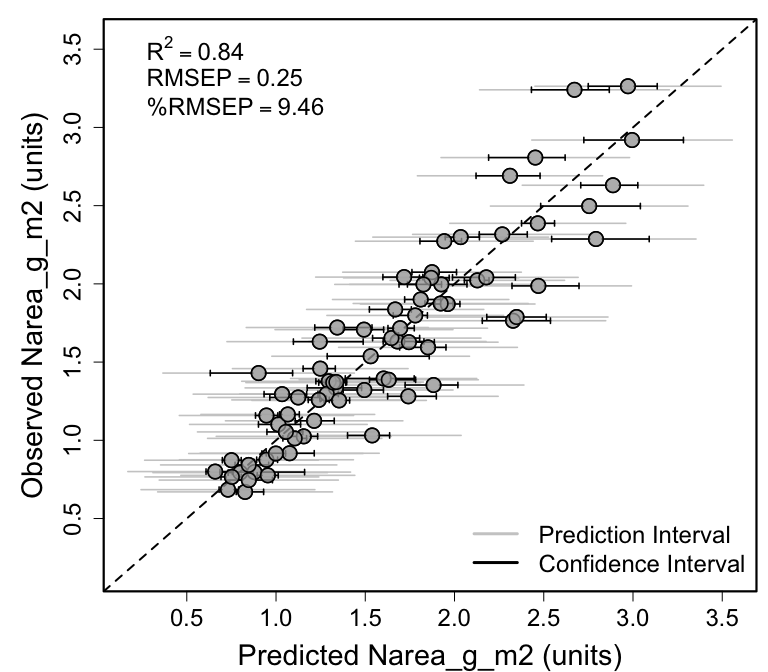 R² = 0.84
RMSEP = 0.25
%RMSEP = 9.46
Observed Narea_g_m2 (units)
3.5
3.0
2.5
2.0
1.5
1.0
0.5
Prediction Interval
Confidence Interval
0.5 1.0 1.5 2.0 2.5 3.0 3.5
Predicted Narea_g_m2 (units)